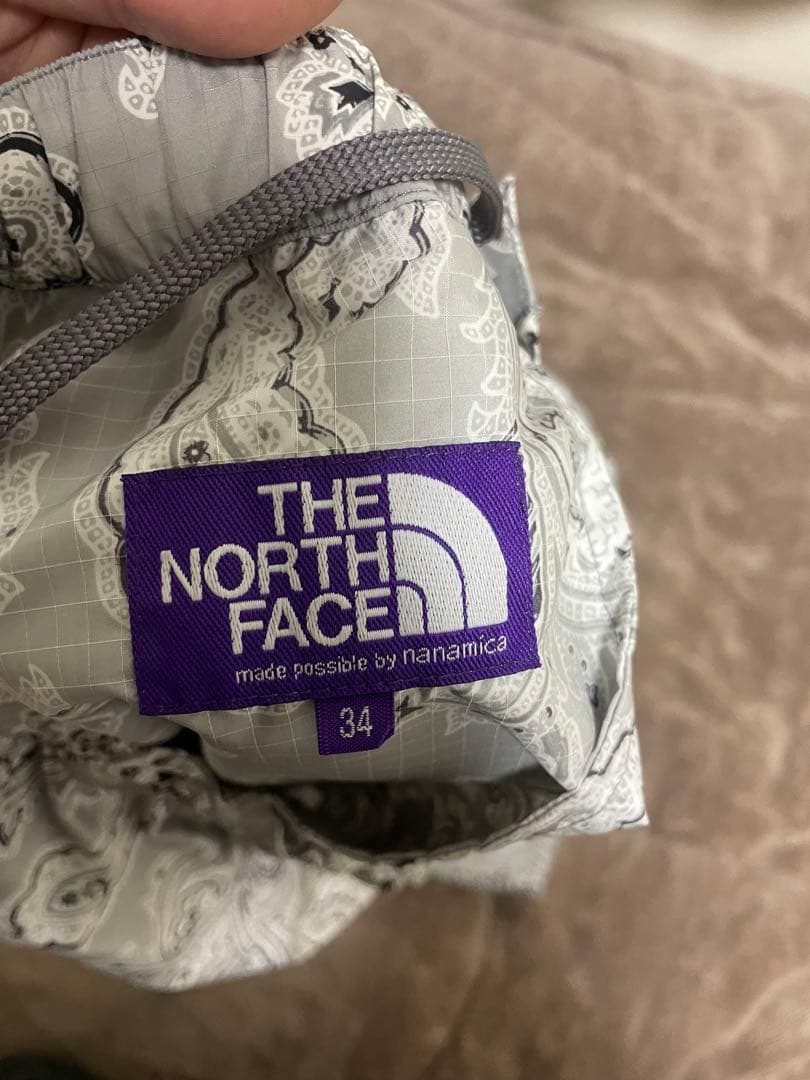 THE
NORTH
FACE
made possible by nanamica
34